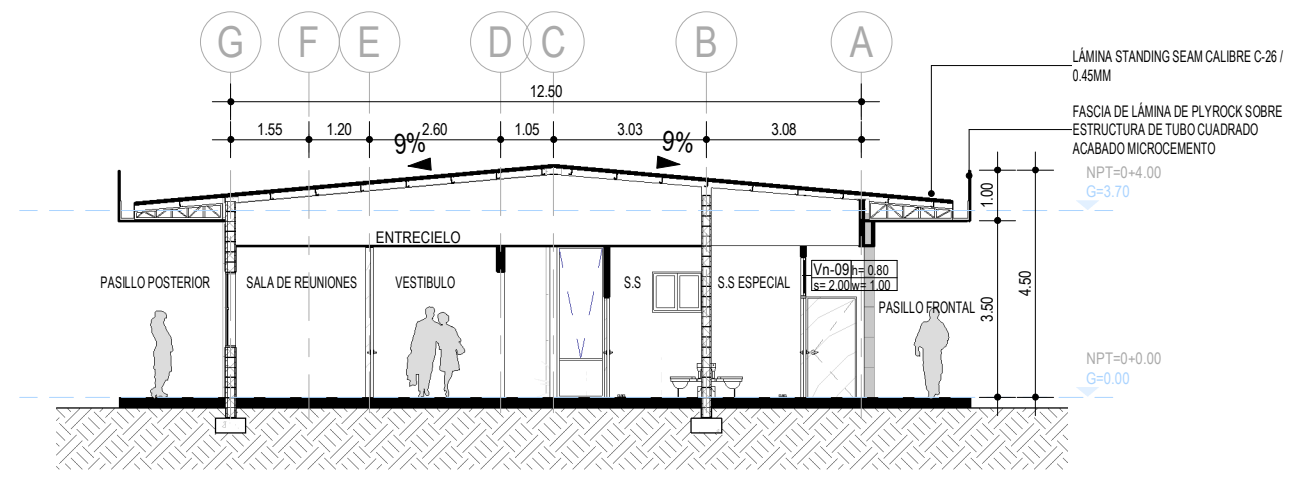 G F E D C B A
LÁMINA STANDING SEAM CALIBRE C-26 /
0.45MM
12.50
FASCIA DE LÁMINA DE PLYROCK SOBRE
ESTRUCTURA DE TUBO CUADRADO
ACABADO MICROCEMENTO
1.55 1.20 2.60 1.05 3.03 3.08
9% 9%
NPT=0+4.00
G=3.70
1.00
ENTRECIELO
PASILLO POSTERIOR SALA DE REUNIONES VESTIBULO S.S S.S ESPECIAL
Vn-09 h= 0.80
s= 2.00 w= 1.00
PASILLO FRONTAL
3.50
4.50
NPT=0+0.00
G=0.00